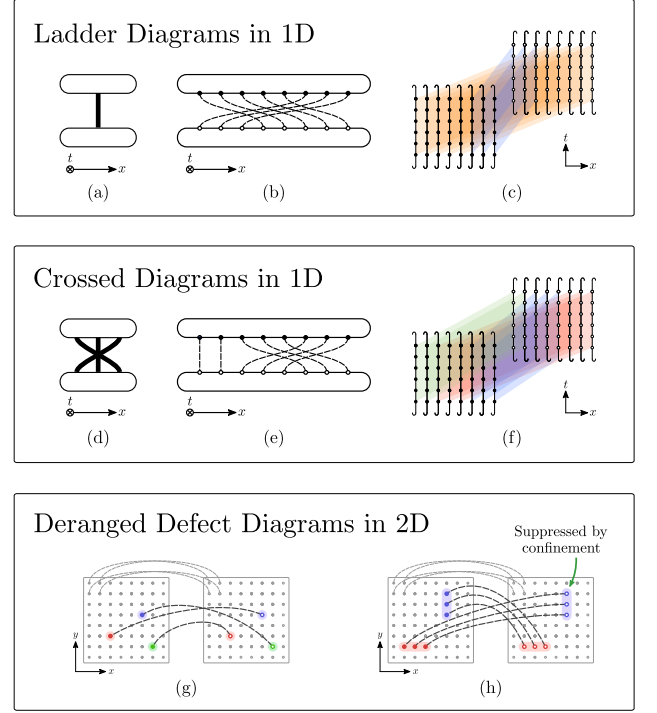 Ladder Diagrams in 1D
t
x
(a)
t
x
(b)
t
x
(c)
Crossed Diagrams in 1D
t
x
(d)
t
x
(e)
t
x
(f)
Deranged Defect Diagrams in 2D
Suppressed by
confinement
y
x
(g)
y
x
(h)